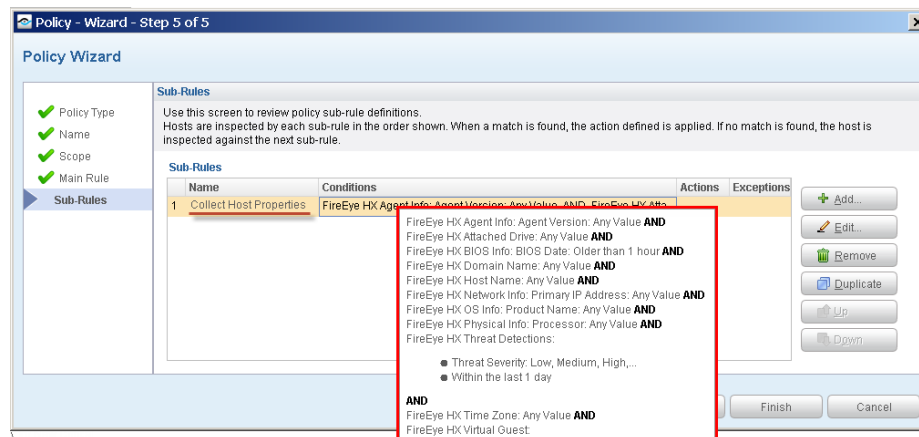 Policy - Wizard - Step 5 of 5
Policy Wizard
Policy Type
Name
Scope
Main Rule
Sub-Rules
Sub-Rules
Use this screen to review policy sub-rule definitions.
Hosts are inspected by each sub-rule in the order shown. When a match is found, the action defined is applied. If no match is found, the host is
inspected against the next sub-rule.
Sub-Rules
Name Conditions Actions Exceptions
1 Collect Host Properties FireEye HX Agent Info: Agent Version: Any Value AND FireEye HX Atta
FireEye HX Agent Info: Agent Version: Any Value AND
FireEye HX Attached Drive: Any Value AND
FireEye HX BIOS Info: BIOS Date: Older than 1 hour AND
FireEye HX Domain Name: Any Value AND
FireEye HX Host Name: Any Value AND
FireEye HX Network Info: Primary IP Address: Any Value AND
FireEye HX OS Info: Product Name: Any Value AND
FireEye HX Physical Info: Processor: Any Value AND
FireEye HX Threat Detections:
Threat Severity: Low, Medium, High,...
Within the last 1 day
AND
FireEye HX Time Zone: Any Value AND
FireEye HX Virtual Guest:
Add...
Edit...
Remove
Duplicate
Up
Down
Finish
Cancel